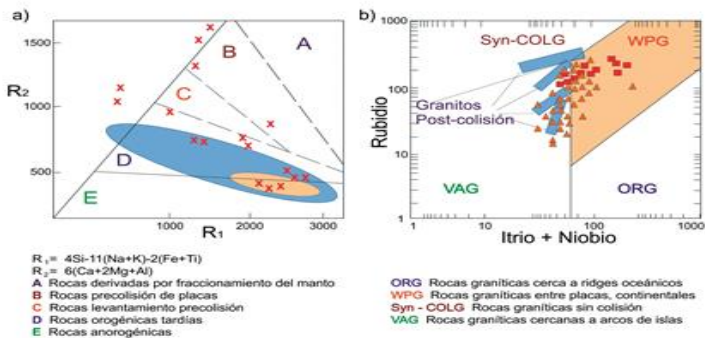 a)
1500
1000
500
R2
A
B
C
D
E
1000
2000
3000
R1
R1= 4Si-11(Na+K)-2(Fe+Ti)
R2= 6(Ca+2Mg+Al)
A Rocas derivadas por fraccionamiento del manto
B Rocas precolisión de placas
C Rocas levantamiento precolisión
D Rocas orogénicas tardías
E Rocas anorogénicas
b)
1000
100
10
1
Rubidio
Syn-COLG
WPG
Granitos
Post-colisión
VAG
ORG
1
10
100
1000
Itrio + Niobio
ORG Rocas graníticas cerca a ridges oceánicos
WPG Rocas graníticas entre placas, continentales
Syn - COLG Rocas graníticas sin colisión
VAG Rocas graníticas cercanas a arcos de islas